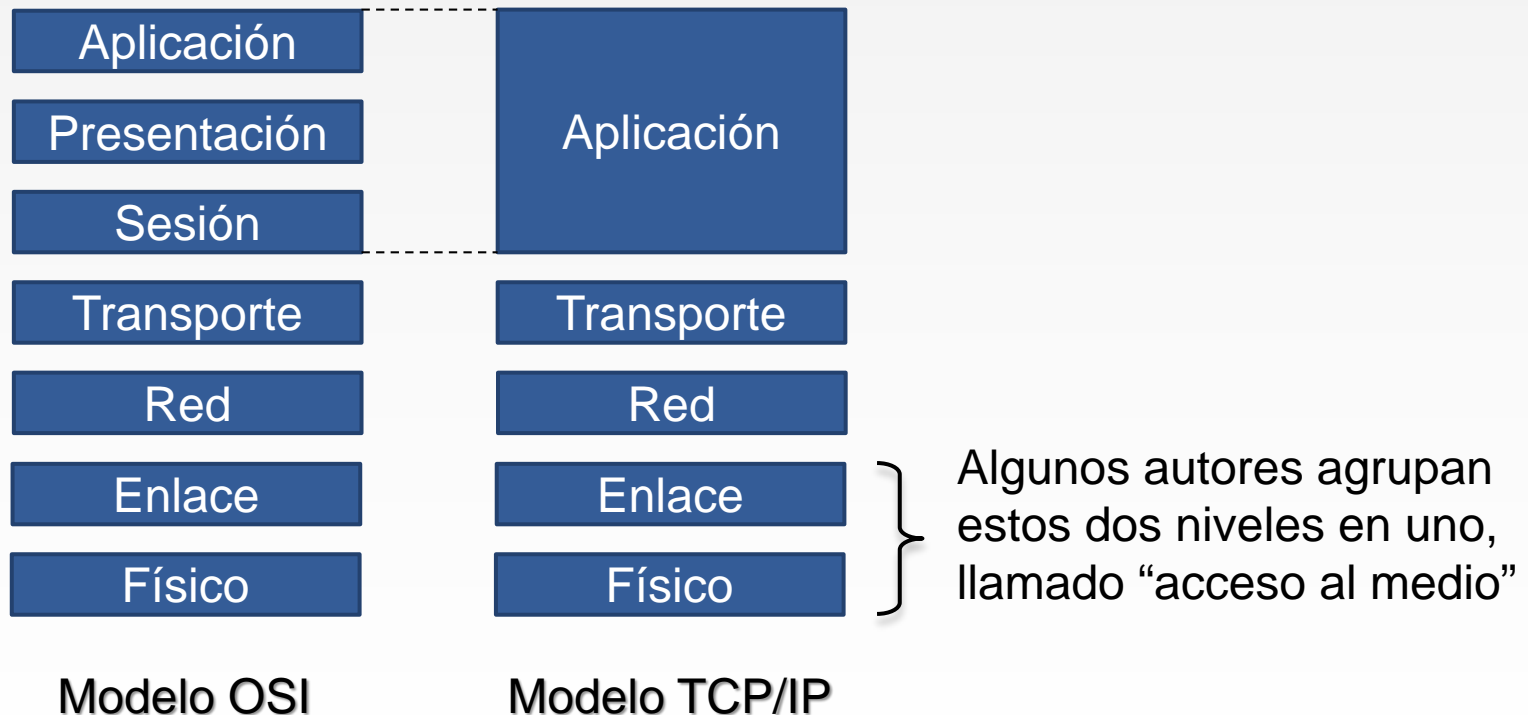 Aplicación
Presentación
Sesión
Transporte
Red
Enlace
Físico
Modelo OSI
Aplicación
Transporte
Red
Enlace
Físico
Modelo TCP/IP
Algunos autores agrupan
estos dos niveles en uno,
llamado “acceso al medio”